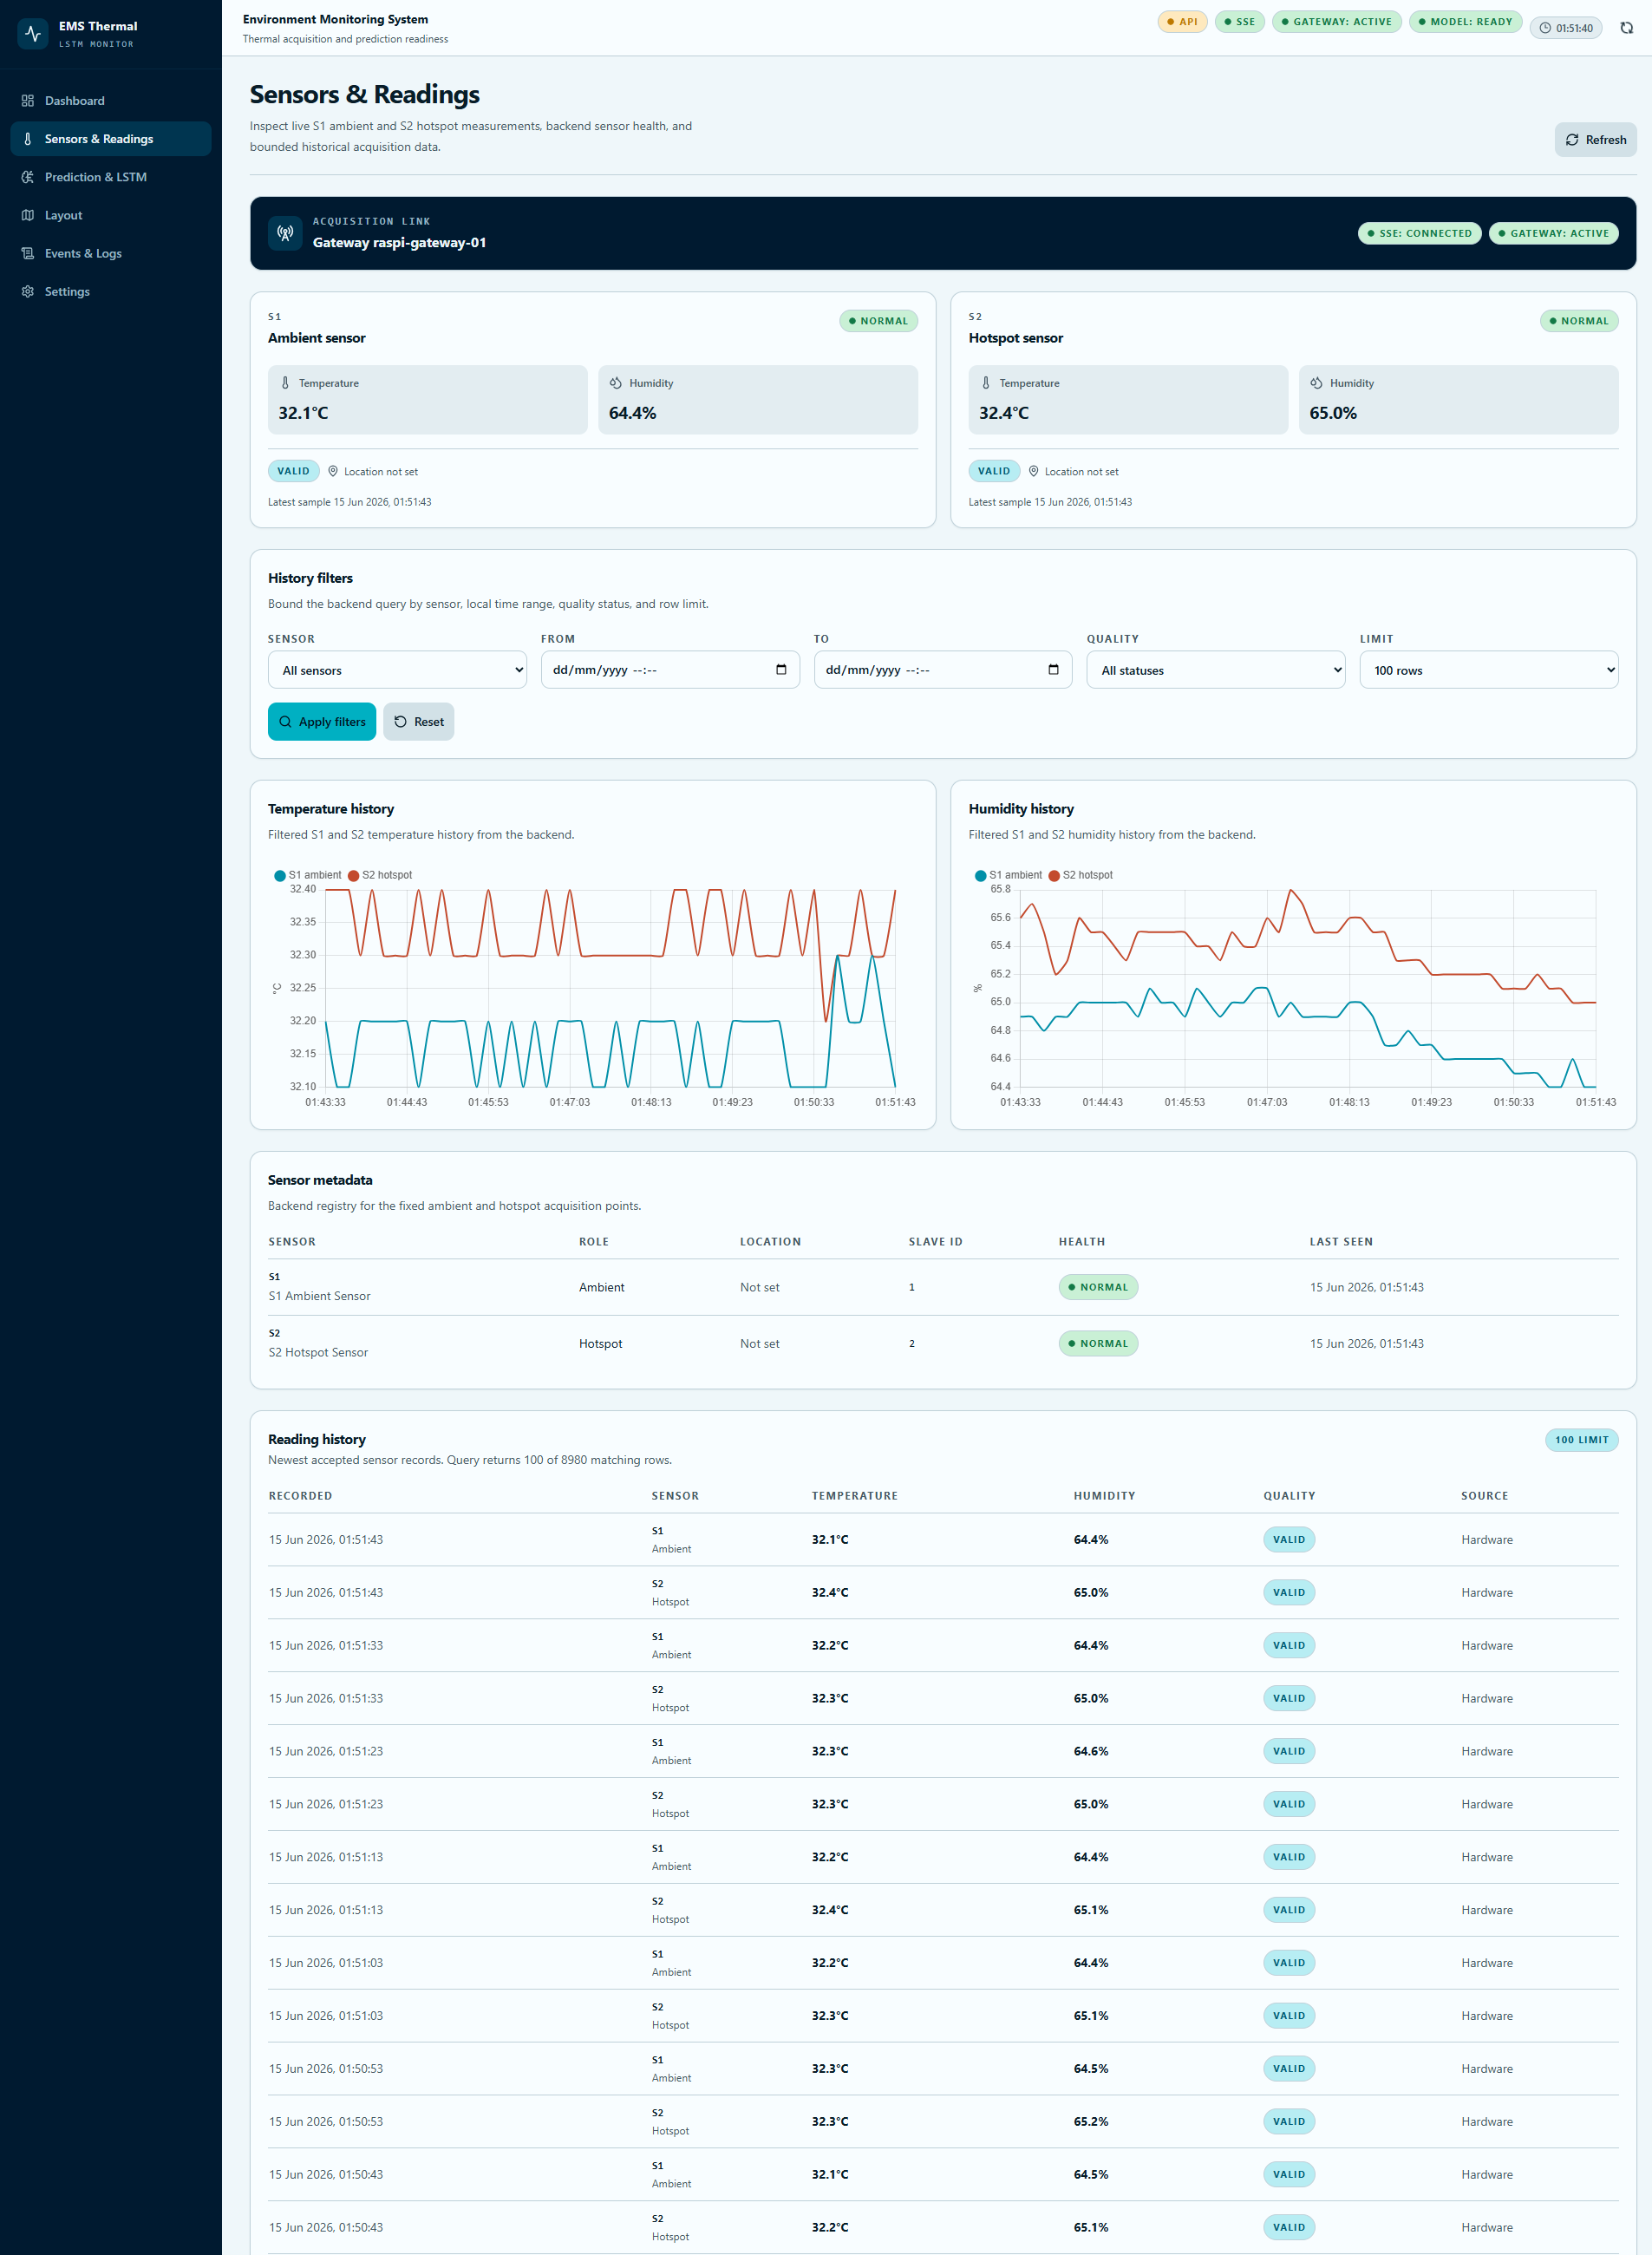 EMS Thermal
LSTM MONITOR
Dashboard
Sensors & Readings
Prediction & LSTM
Layout
Events & Logs
Settings
Environment Monitoring System
Thermal acquisition and prediction readiness
API
SSE
GATEWAY: ACTIVE
MODEL: READY
01:51:40
Sensors & Readings
Inspect live S1 ambient and S2 hotspot measurements, backend sensor health, and
bounded historical acquisition data.
Refresh
ACQUISITION LINK
Gateway raspi-gateway-01
SSE: CONNECTED
GATEWAY: ACTIVE
S1
Ambient sensor
NORMAL
Temperature
32.1°C
Humidity
64.4%
VALID
Location not set
Latest sample 15 Jun 2026, 01:51:43
S2
Hotspot sensor
NORMAL
Temperature
32.4°C
Humidity
65.0%
VALID
Location not set
Latest sample 15 Jun 2026, 01:51:43
History filters
Bound the backend query by sensor, local time range, quality status, and row limit.
SENSOR
All sensors
FROM
dd/mm/yyyy --:--
TO
dd/mm/yyyy --:--
QUALITY
All statuses
LIMIT
100 rows
Apply filters
Reset
Temperature history
Filtered S1 and S2 temperature history from the backend.
S1 ambient
S2 hotspot
°C
32.40
32.35
32.30
32.25
32.20
32.15
32.10
01:43:33
01:44:43
01:45:53
01:47:03
01:48:13
01:49:23
01:50:33
01:51:43
Humidity history
Filtered S1 and S2 humidity history from the backend.
S1 ambient
S2 hotspot
%
65.8
65.6
65.4
65.2
65.0
64.8
64.6
64.4
01:43:33
01:44:43
01:45:53
01:47:03
01:48:13
01:49:23
01:50:33
01:51:43
Sensor metadata
Backend registry for the fixed ambient and hotspot acquisition points.
SENSOR ROLE LOCATION SLAVE ID HEALTH LAST SEEN
S1
S1 Ambient Sensor
Ambient Not set 1 NORMAL 15 Jun 2026, 01:51:43
S2
S2 Hotspot Sensor
Hotspot Not set 2 NORMAL 15 Jun 2026, 01:51:43
Reading history
Newest accepted sensor records. Query returns 100 of 8980 matching rows.
100 LIMIT
RECORDED SENSOR TEMPERATURE HUMIDITY QUALITY SOURCE
15 Jun 2026, 01:51:43 S1 Ambient 32.1°C 64.4% VALID Hardware
15 Jun 2026, 01:51:43 S2 Hotspot 32.4°C 65.0% VALID Hardware
15 Jun 2026, 01:51:33 S1 Ambient 32.2°C 64.4% VALID Hardware
15 Jun 2026, 01:51:33 S2 Hotspot 32.3°C 65.0% VALID Hardware
15 Jun 2026, 01:51:23 S1 Ambient 32.3°C 64.6% VALID Hardware
15 Jun 2026, 01:51:23 S2 Hotspot 32.3°C 65.0% VALID Hardware
15 Jun 2026, 01:51:13 S1 Ambient 32.2°C 64.4% VALID Hardware
15 Jun 2026, 01:51:13 S2 Hotspot 32.4°C 65.1% VALID Hardware
15 Jun 2026, 01:51:03 S1 Ambient 32.2°C 64.4% VALID Hardware
15 Jun 2026, 01:51:03 S2 Hotspot 32.3°C 65.1% VALID Hardware
15 Jun 2026, 01:50:53 S1 Ambient 32.3°C 64.5% VALID Hardware
15 Jun 2026, 01:50:53 S2 Hotspot 32.3°C 65.2% VALID Hardware
15 Jun 2026, 01:50:43 S1 Ambient 32.1°C 64.5% VALID Hardware
15 Jun 2026, 01:50:43 S2 Hotspot 32.2°C 65.1% VALID Hardware